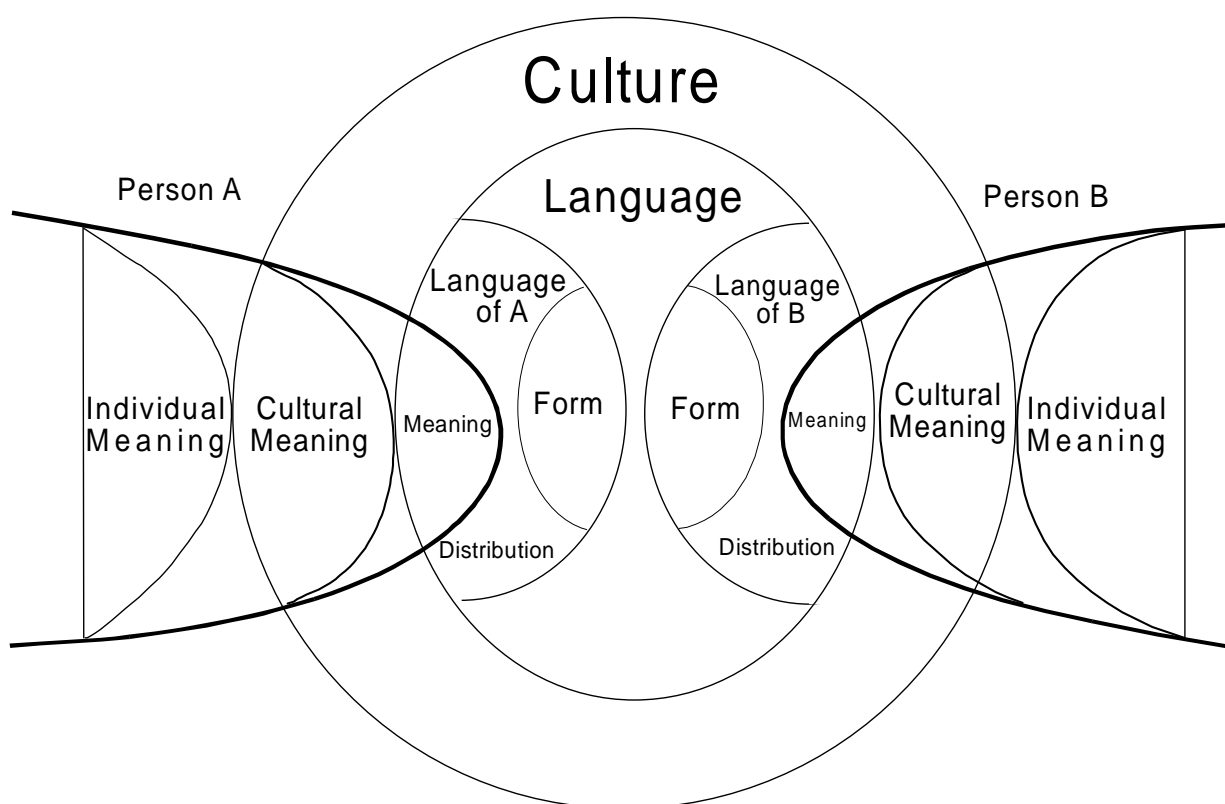 Culture
Person A
Person B
Language
Language
of A
Language
of B
Individual
Meaning
Cultural
Meaning
Meaning
Form
Form
Meaning
Cultural
Meaning
Individual
Meaning
Distribution
Distribution